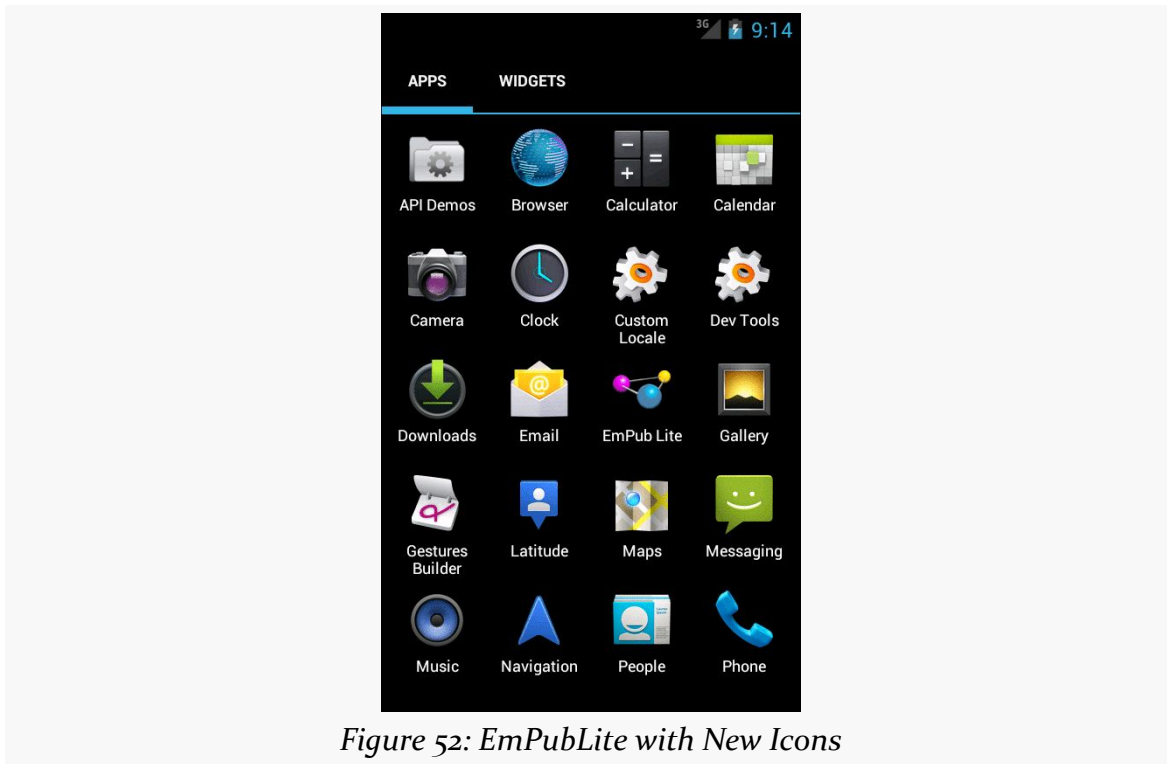 3G 9:14
APPS WIDGETS
API Demos Browser Calculator Calendar
Camera Clock Custom Locale Dev Tools
Downloads Email @ EmPub Lite Gallery
Gestures Builder Latitude Maps Messaging
Music Navigation People Phone
Figure 52: EmPubLite with New Icons